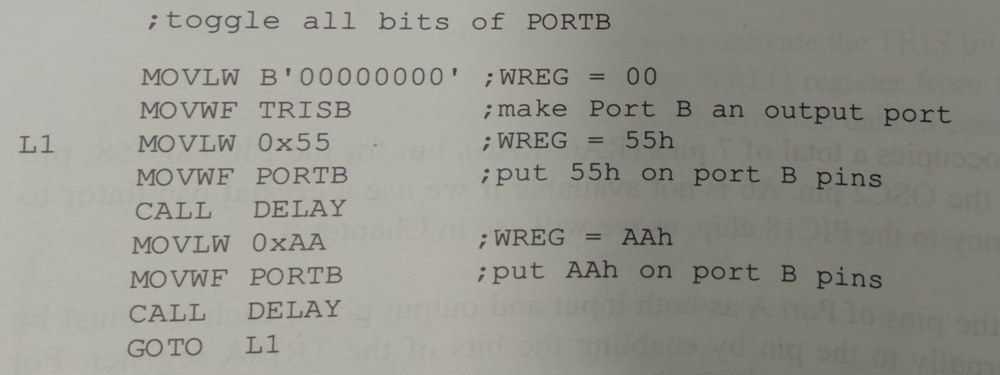 ;toggle all bits of PORTB
MOVLW B'00000000' ;WREG = 00
MOVWF TRISB ;make Port B an output port
L1 MOVLW 0x55 ;WREG = 55h
MOVWF PORTB ;put 55h on port B pins
CALL DELAY
MOVLW 0xAA ;WREG = AAh
MOVWF PORTB ;put AAh on port B pins
CALL DELAY
GOTO L1